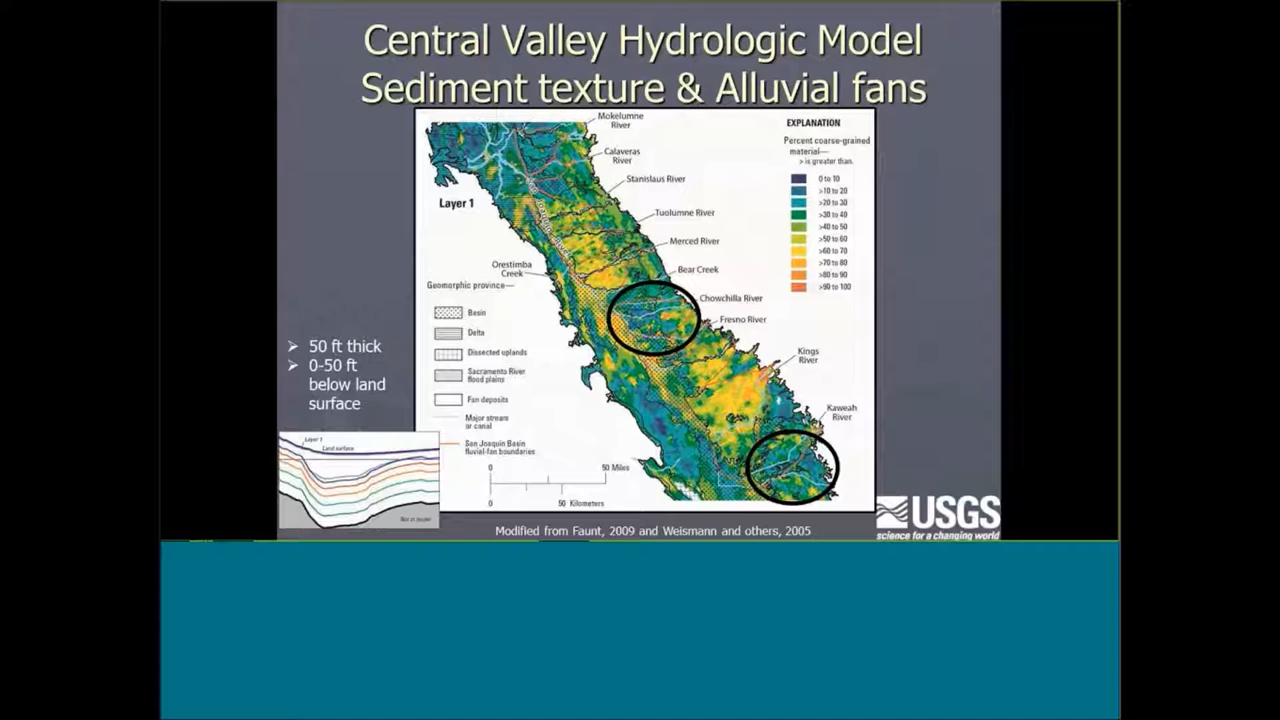 Central Valley Hydrologic Model
Sediment texture & Alluvial fans
Mokelumne
River
Calaveras
River
Stanislaus River
Tuolumne River
Merced River
Bear Creek
Chowchilla River
Fresno River
Kings
River
Kaweah
River
Layer 1
Orestimba
Creek
EXPLANATION
Percent coarse-grained
material—
> is greater than.
0 to 10
>10 to 20
>20 to 30
>30 to 40
>40 to 50
>50 to 60
>60 to 70
>70 to 80
>80 to 90
>90 to 100
Geomorphic province—
Basin
Delta
Dissected uplands
Sacramento River
flood plains
Fan deposits
Major stream
or canal
San Joaquin Basin
fluvial-fan boundaries
0
50 Miles
0
50 Kilometers
➢ 50 ft thick
➢ 0-50 ft
below land
surface
Layer 1
Land surface
Modified from Faunt, 2009 and Weismann and others, 2005
USGS
science for a changing world